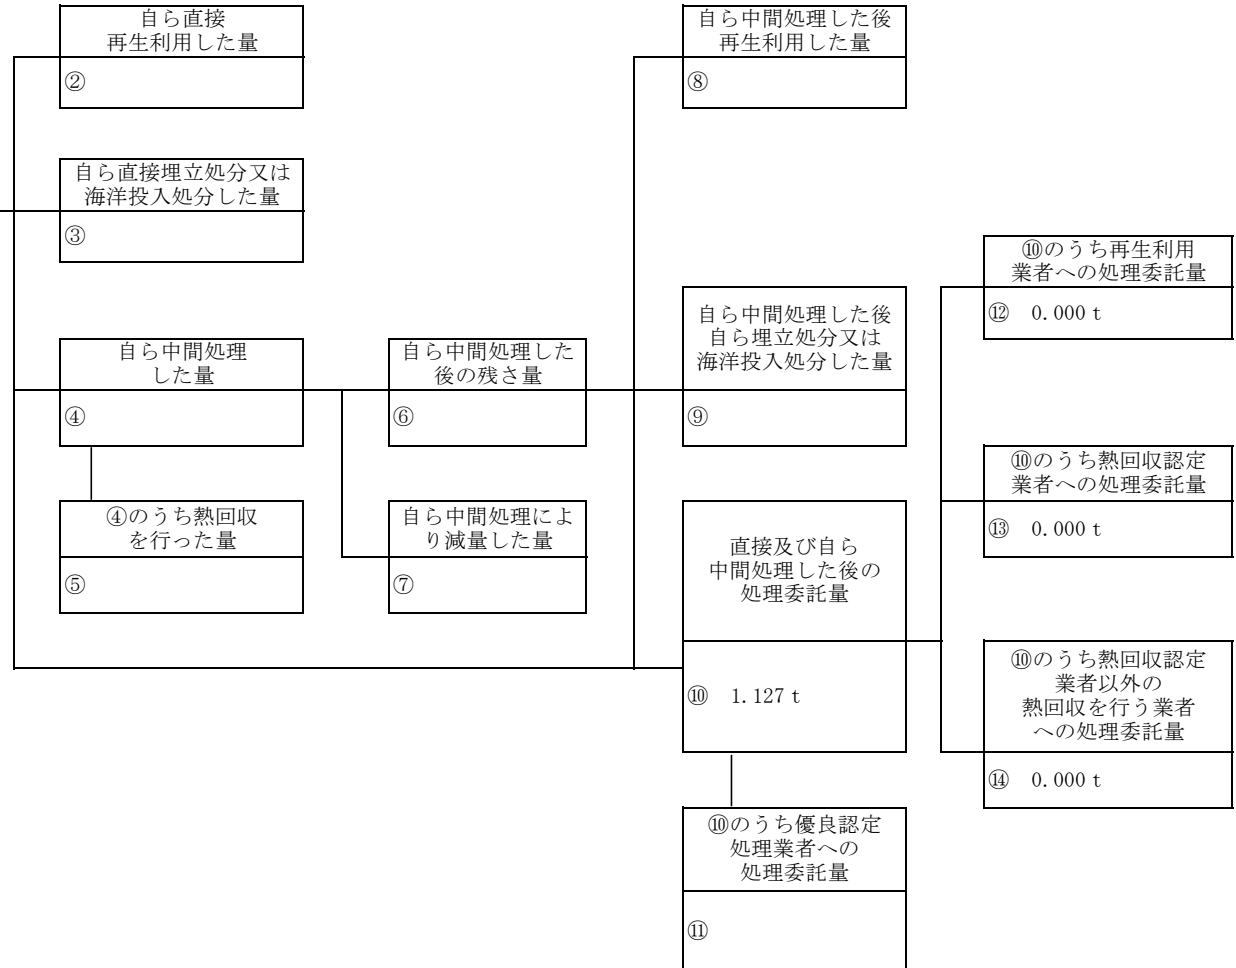 自ら直接
再生利用した量
②
自ら直接埋立処分又は
海洋投入処分した量
③
自ら中間処理
した量
④
④のうち熱回収
を行った量
⑤
自ら中間処理した
後の残さ量
⑥
自ら中間処理によ
り減量した量
⑦
自ら中間処理した後
再生利用した量
⑧
自ら中間処理した後
自ら埋立処分又は
海洋投入処分した量
⑨
直接及び自ら
中間処理した後の
処理委託量
⑩ 1.127 t
⑩のうち優良認定
処理業者への
処理委託量
⑪
⑩のうち再生利用
業者への処理委託量
⑫ 0.000 t
⑩のうち熱回収認定
業者への処理委託量
⑬ 0.000 t
⑩のうち熱回収認定
業者以外の
熱回収を行う業者
への処理委託量
⑭ 0.000 t